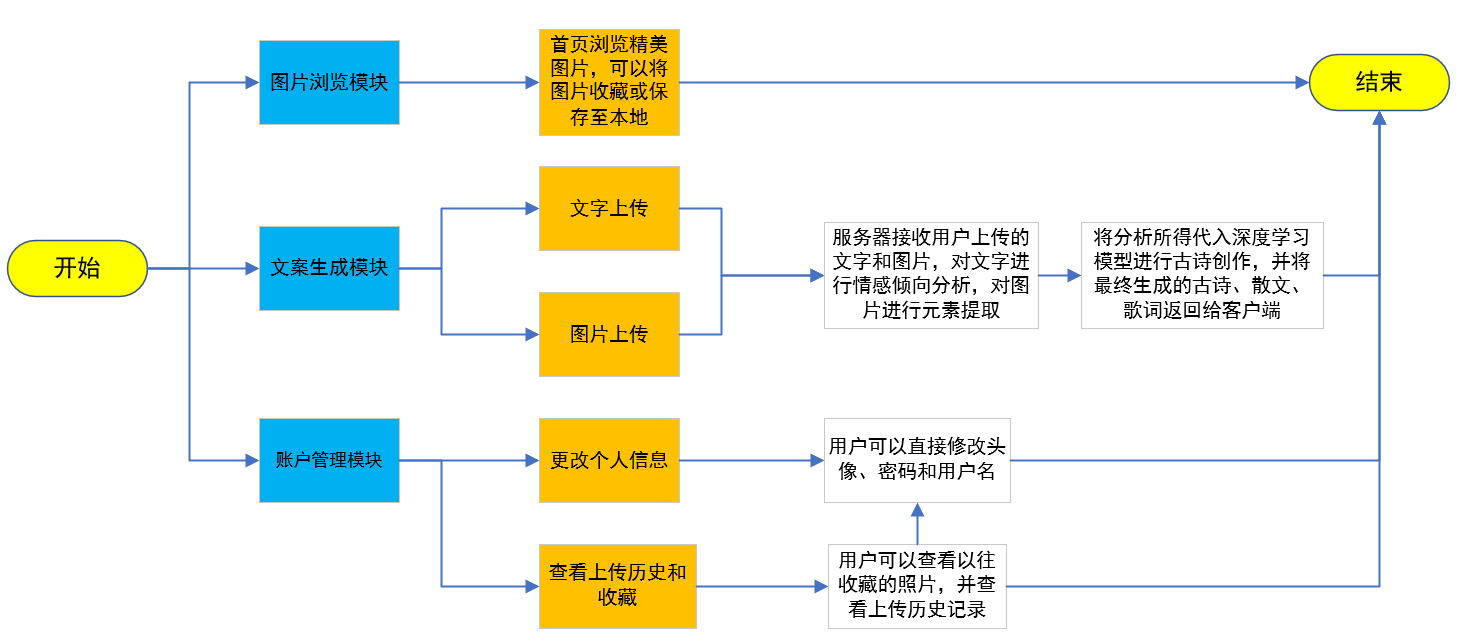 开始
图片浏览模块
首页浏览精美
图片，可以将
图片收藏或保
存至本地
结束
文案生成模块
文字上传
图片上传
服务器接收用户上传的
文字和图片，对文字进
行情感倾向分析，对图
片进行元素提取
将分析所得代入深度学习
模型进行古诗创作，并将
最终生成的古诗、散文、
歌词返回给客户端
账户管理模块
更改个人信息
用户可以直接修改头
像、密码和用户名
查看上传历史和
收藏
用户可以查看以往
收藏的照片，并查
看上传历史记录